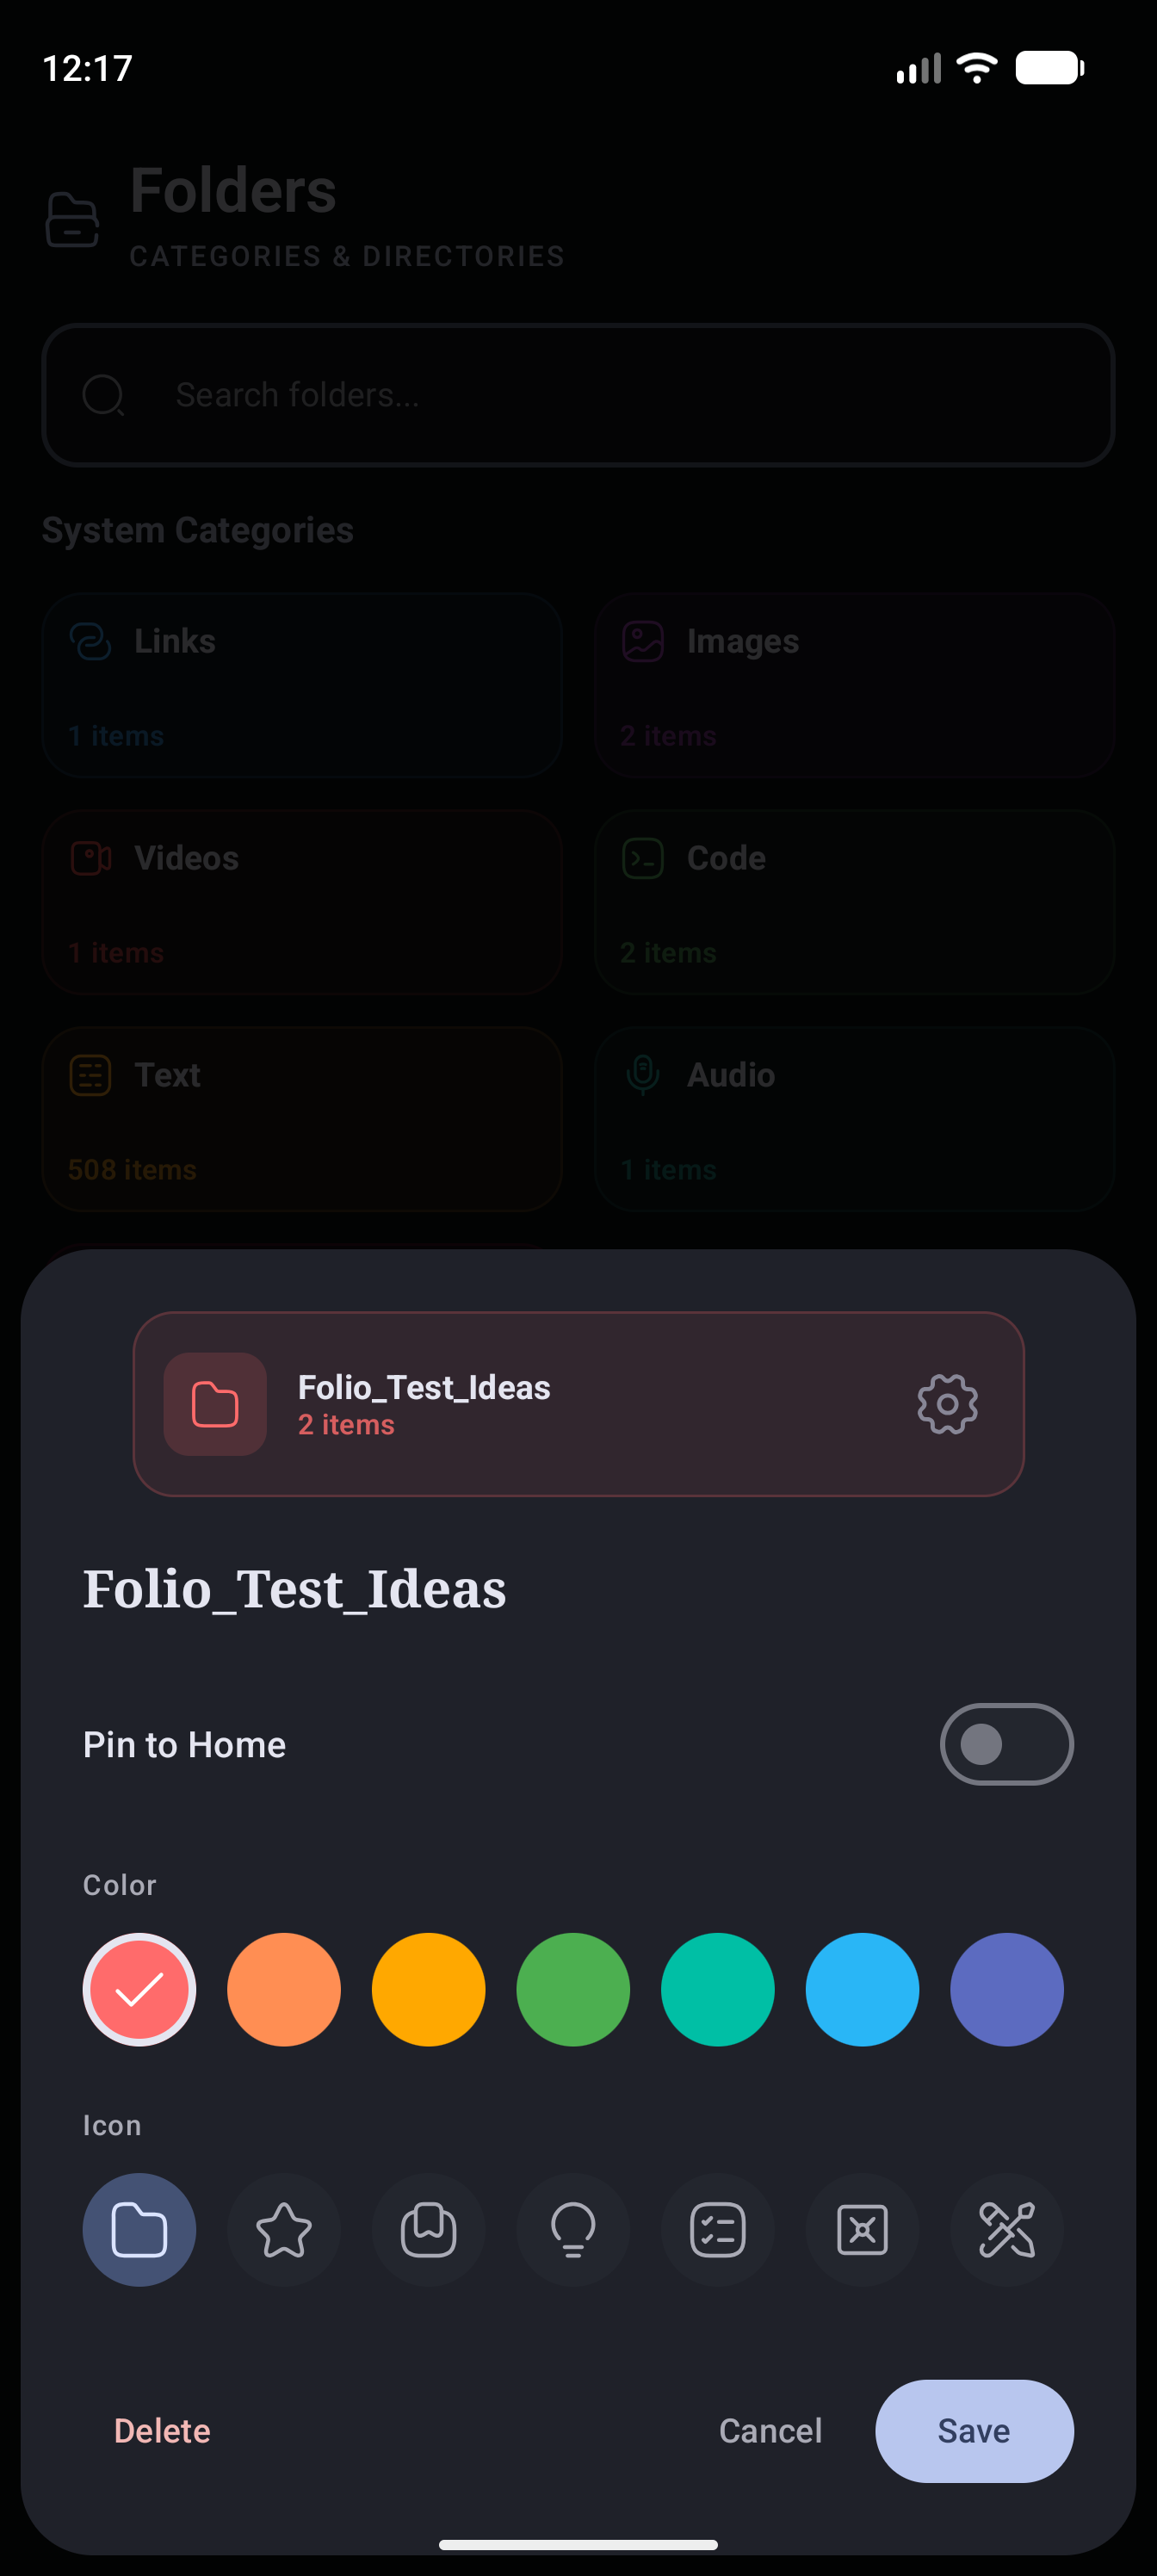 12:17
Folders
CATEGORIES & DIRECTORIES
Search folders...
System Categories
Links
Images
1 items
2 items
Videos
Code
1 items
2 items
Text
Audio
508 items
1 items
Folio_Test_Ideas
2 items
Folio_Test_Ideas
Pin to Home
Color
Icon
Delete
Cancel
Save